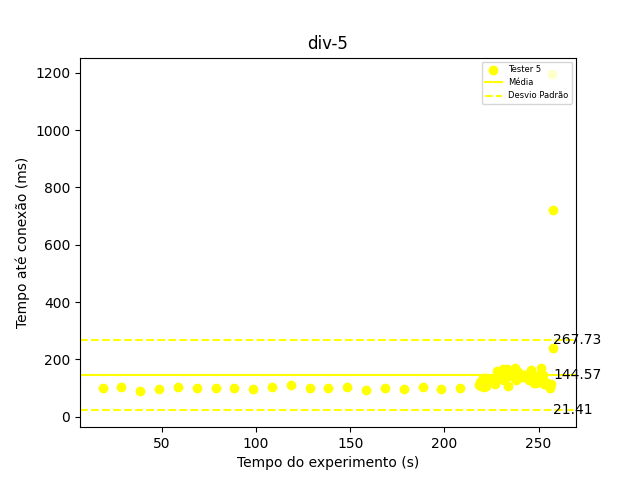 div-5
Tester 5
Média
Desvio Padrão
1200
1000
800
600
400
200
0
267.73
144.57
21.41
50
100
150
200
250
Tempo até conexão (ms)
Tempo do experimento (s)